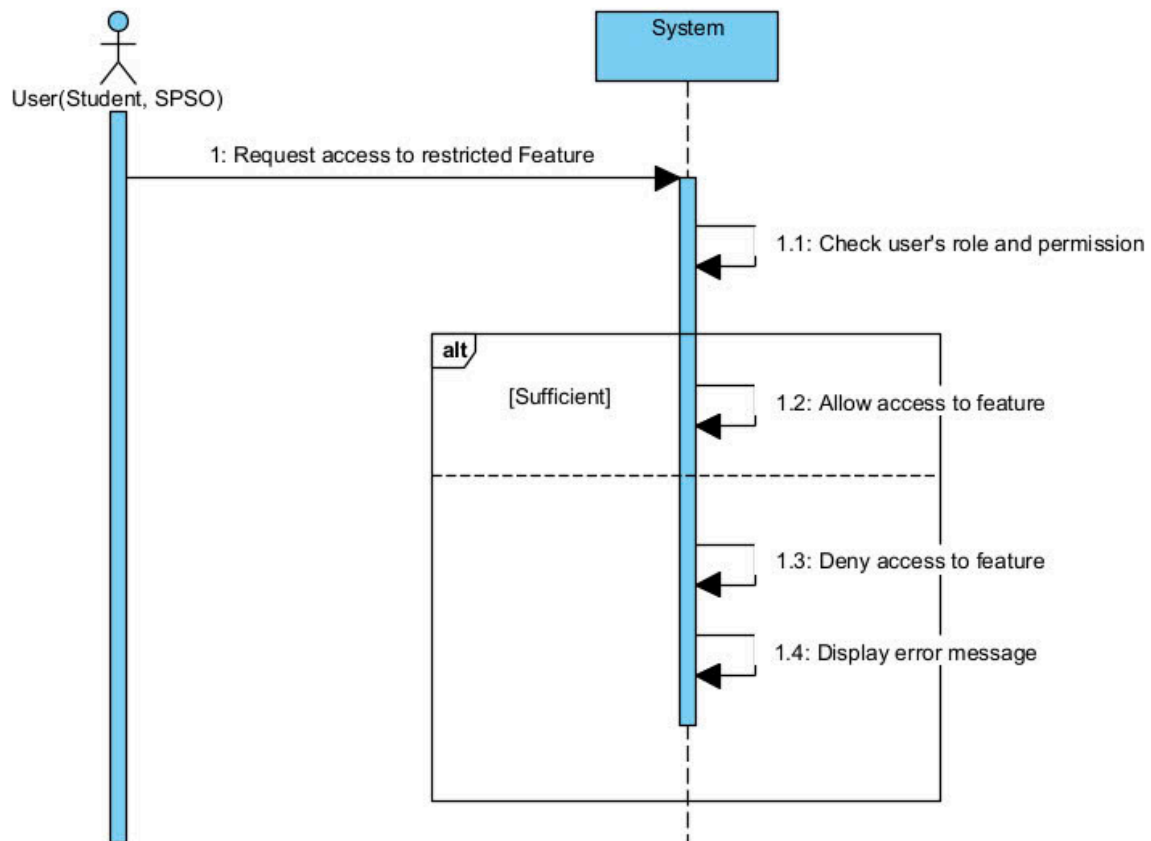 System
User(Student, SPSO)
1: Request access to restricted Feature
1.1: Check user's role and permission
alt
[Sufficient]
1.2: Allow access to feature
1.3: Deny access to feature
1.4: Display error message